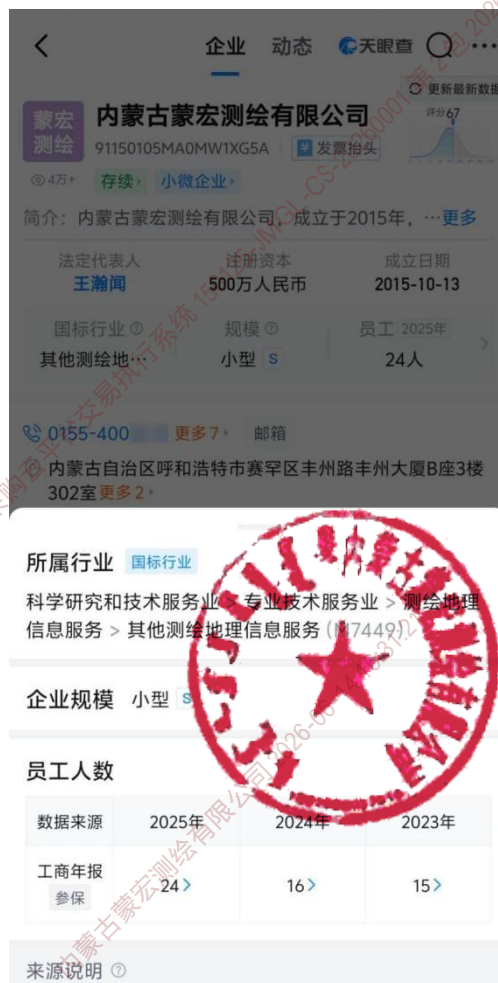 企业 动态 天眼查
更新最新数据
蒙宏测绘
内蒙古蒙宏测绘有限公司
评分67
91150105MA0MW1XG5A 发票抬头
4万+ 存续 小微企业
简介：内蒙古蒙宏测绘有限公司，成立于2015年，…更多
法定代表人 注册资本 成立日期
王瀚闻 500万人民币 2015-10-13
国标行业 规模 员工 2025年
其他测绘地… 小型 S 24人
0155-400 更多7 邮箱
内蒙古自治区呼和浩特市赛罕区丰州路丰州大厦B座3楼
302室更多2
所属行业 国标行业
科学研究和技术服务业 > 专业技术服务业 > 测绘地理
信息服务 > 其他测绘地理信息服务 (M7449)
企业规模 小型 S
员工人数
数据来源 2025年 2024年 2023年
工商年报 24> 16> 15>
参保
来源说明